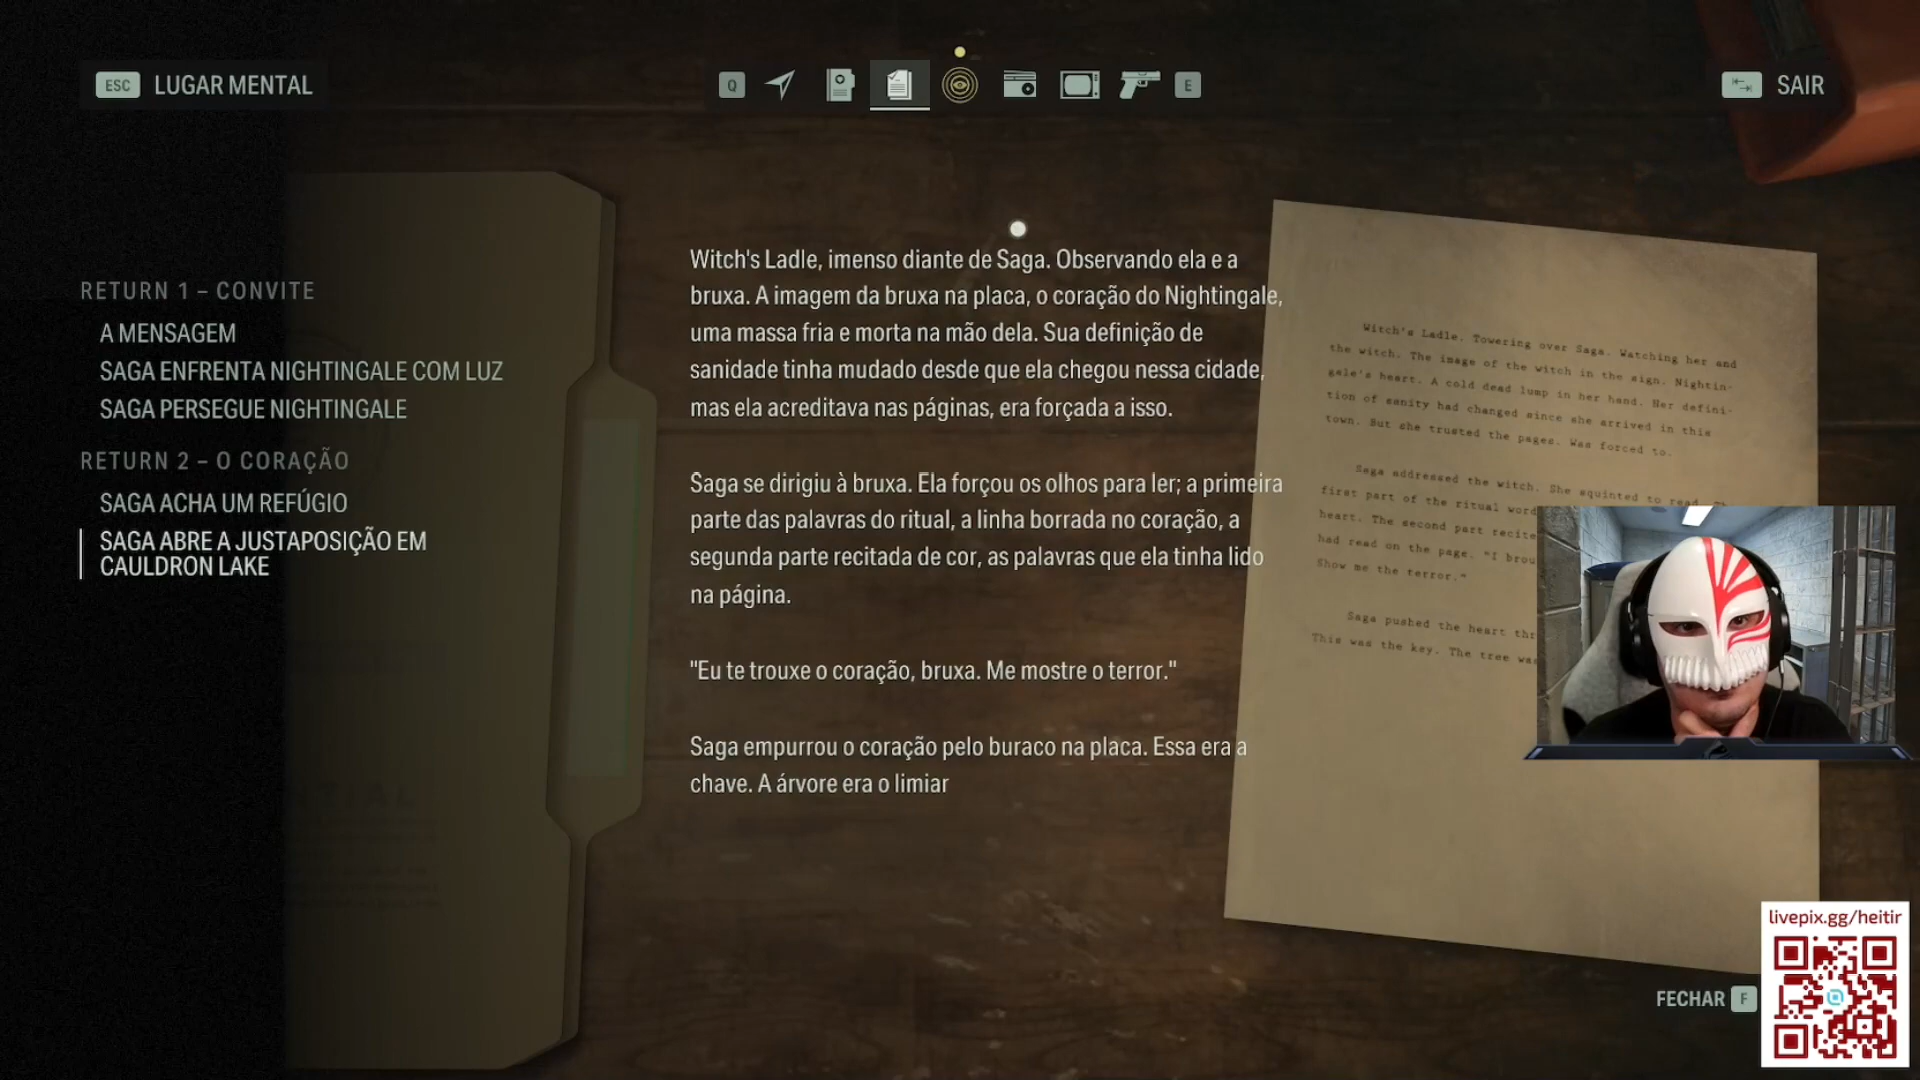 ESC LUGAR MENTAL
Q
E
SAIR
RETURN 1 – CONVITE
A MENSAGEM
SAGA ENFRENTA NIGHTINGALE COM LUZ
SAGA PERSEGUE NIGHTINGALE
RETURN 2 – O CORAÇÃO
SAGA ACHA UM REFÚGIO
SAGA ABRE A JUSTAPOSIÇÃO EM
CAULDRON LAKE
Witch's Ladle, imenso diante de Saga. Observando ela e a
bruxa. A imagem da bruxa na placa, o coração do Nightingale,
uma massa fria e morta na mão dela. Sua definição de
sanidade tinha mudado desde que ela chegou nessa cidade,
mas ela acreditava nas páginas, era forçada a isso.
Saga se dirigiu à bruxa. Ela forçou os olhos para ler; a primeira
parte das palavras do ritual, a linha borrada no coração, a
segunda parte recitada de cor, as palavras que ela tinha lido
na página.
"Eu te trouxe o coração, bruxa. Me mostre o terror."
Saga empurrou o coração pelo buraco na placa. Essa era a
chave. A árvore era o limiar
Witch's Ladle. Towering over Saga. Watching her and
the witch. The image of the witch in the sign. Nightin-
gale's heart. A cold dead lump in her hand. Her defini-
tion of sanity had changed since she arrived in this
town. But she trusted the pages. Was forced to.
Saga addressed the witch. She squinted to read.
first part of the ritual word
heart. The second part recite
had read on the page. "I brou
Show me the terror."
Saga pushed the heart thr
This was the key. The tree was
livepix.gg/heitir
FECHAR F